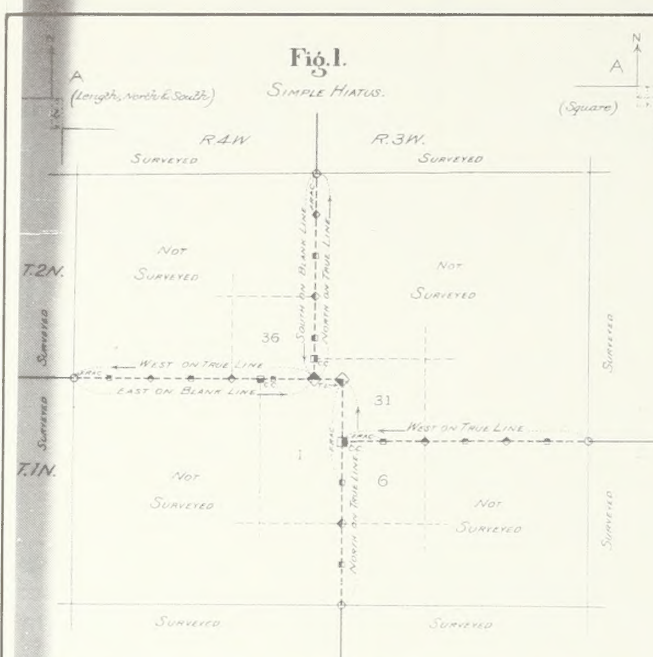 Fig.1.
SIMPLE HIATUS.
N
A
(Length, North & South)
N
A
(Square)
R.4W.
R.3W.
SURVEYED
SURVEYED
NOT
SURVEYED
NOT
SURVEYED
T.2N.
SURVEYED
SURVEYED
SOUTH ON BLANK LINE
NORTH ON TRUE LINE
36
WEST ON TRUE LINE
EAST ON BLANK LINE
C.C.
31
WEST ON TRUE LINE
T.1N.
SURVEYED
1
6
NORTH ON TRUE LINE
NOT
SURVEYED
NOT
SURVEYED
SURVEYED
SURVEYED
SURVEYED